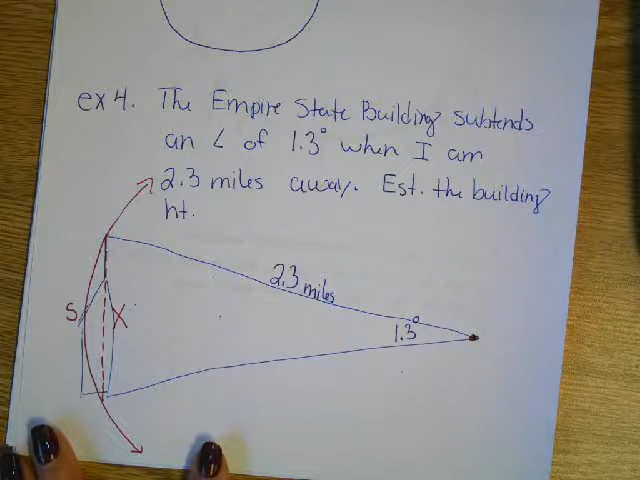 ex 4. The Empire State Building subtends
an ∠ of 1.3° when I am
2.3 miles away. Est. the building
ht.
2.3 miles
S X 1.3°